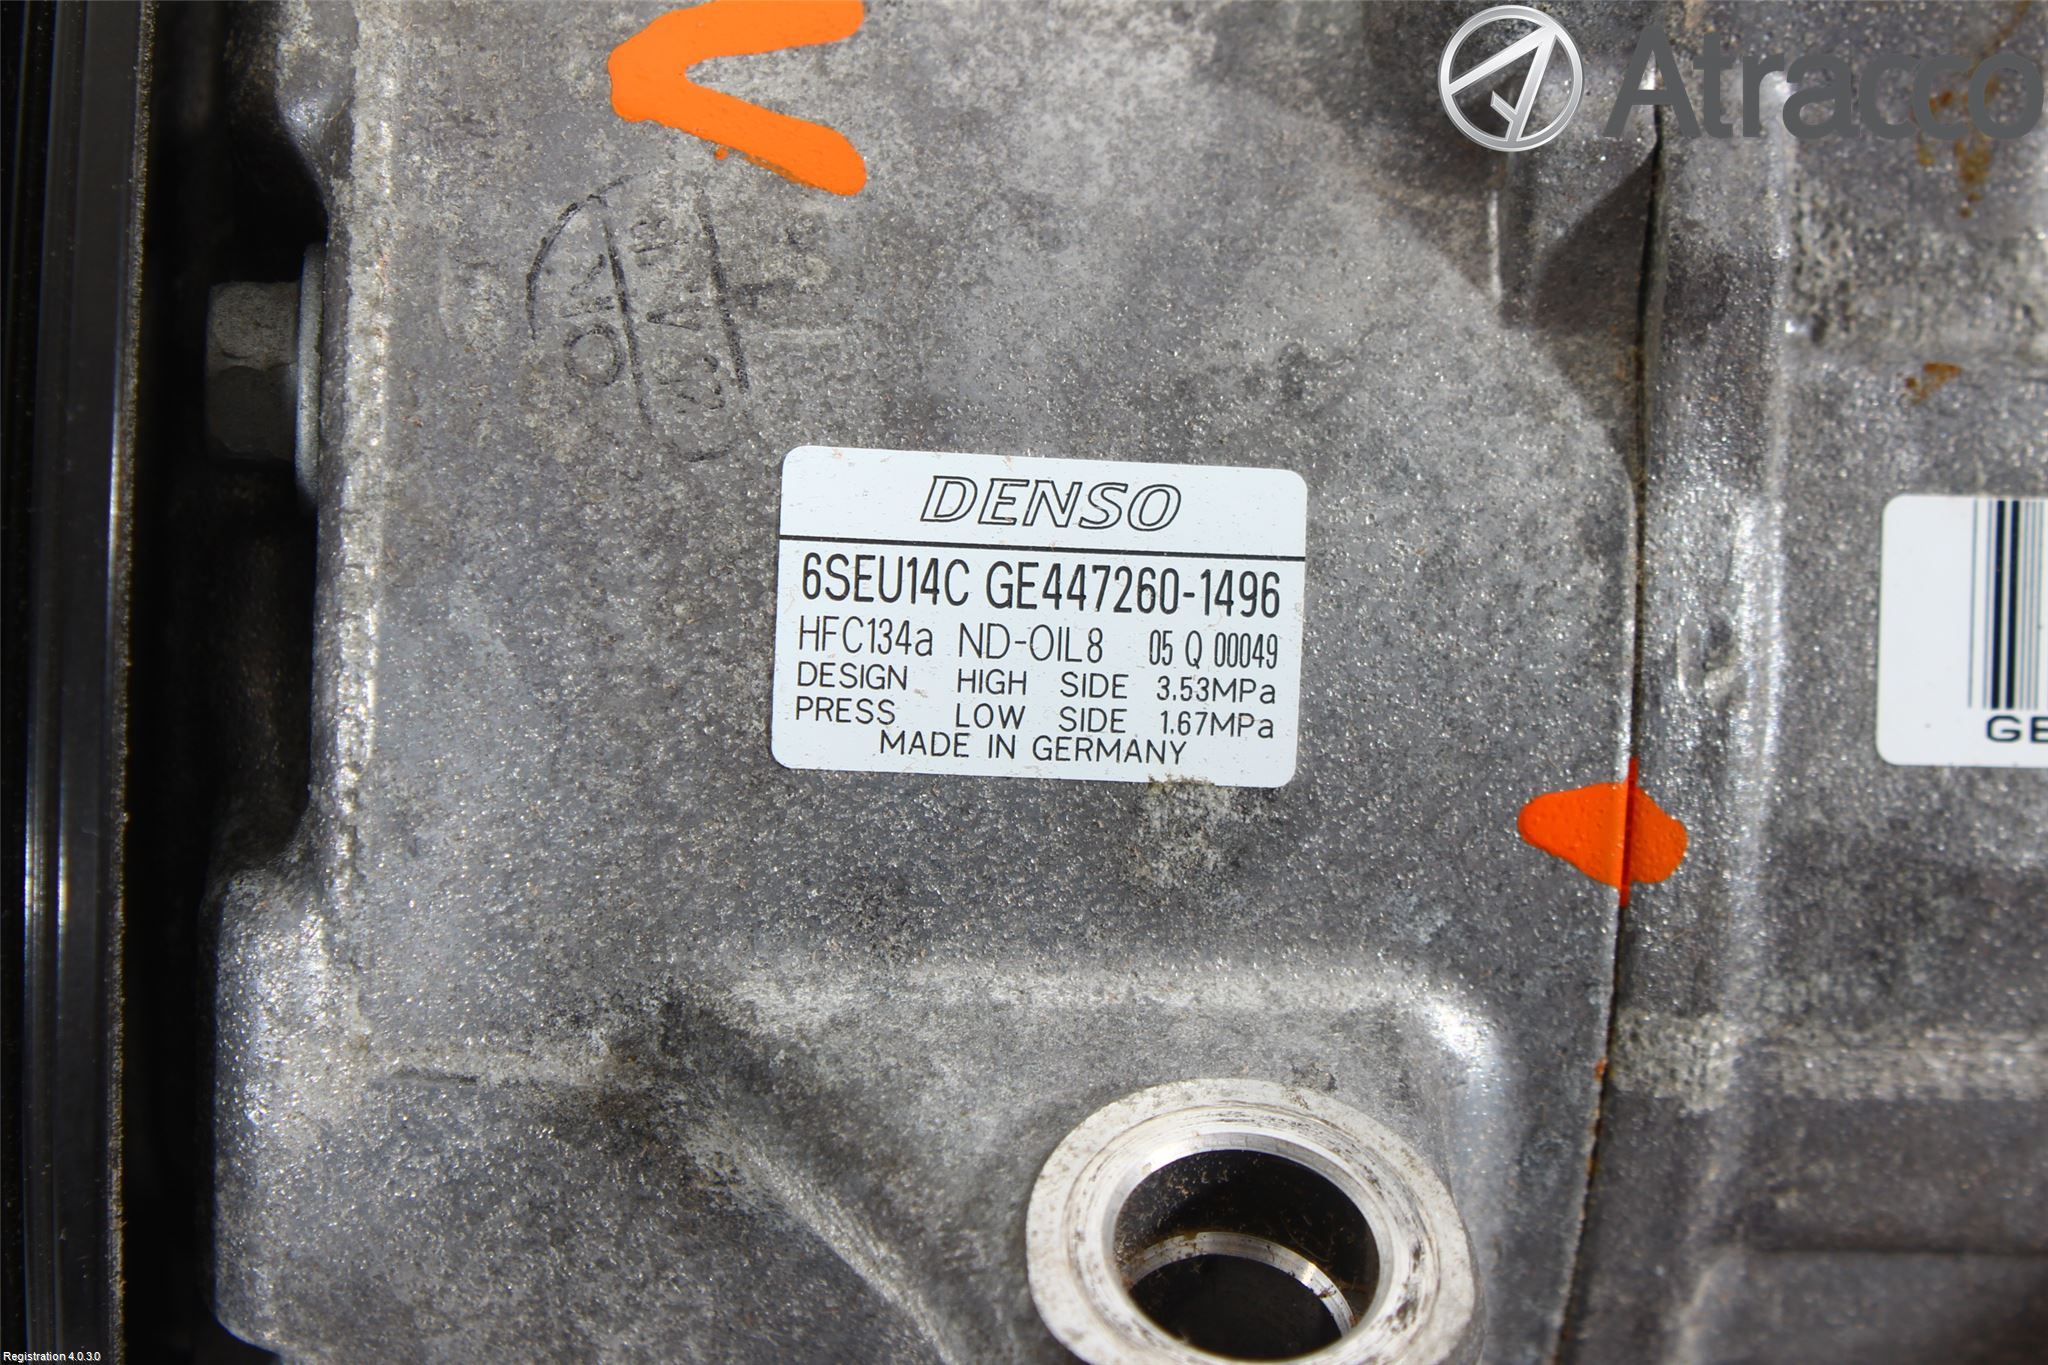 Atracco
DENSO
6SEU14C GE447260-1496
HFC134a ND-OIL8 05 Q 00049
DESIGN HIGH SIDE 3.53MPa
PRESS LOW SIDE 1.67MPa
MADE IN GERMANY
Registration 4.0.3.0